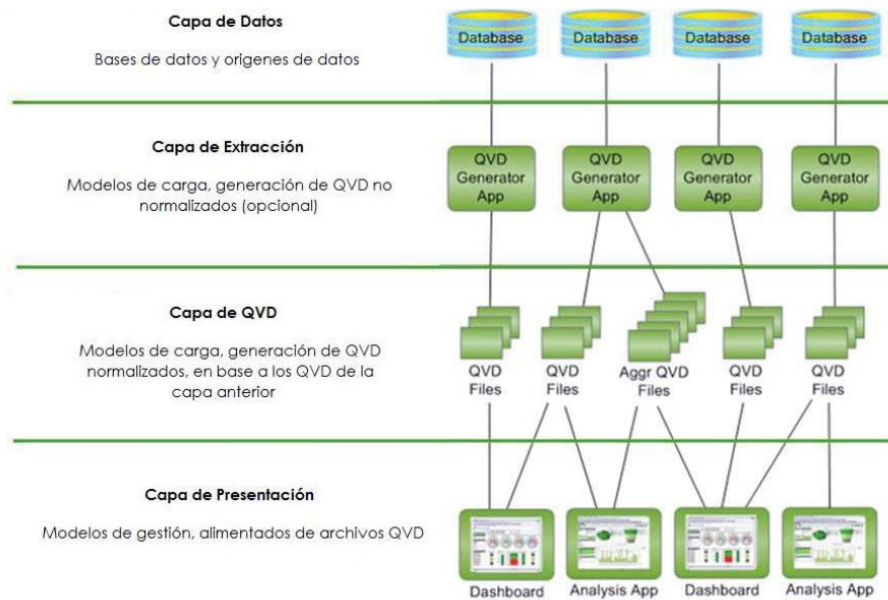 Capa de Datos
Bases de datos y origenes de datos
Database
Database
Database
Database
Capa de Extracción
Modelos de carga, generación de QVD no
normalizados (opcional)
QVD
Generator
App
QVD
Generator
App
QVD
Generator
App
QVD
Generator
App
Capa de QVD
Modelos de carga, generación de QVD
normalizados, en base a los QVD de la
capa anterior
QVD
Files
QVD
Files
Aggr QVD
Files
QVD
Files
QVD
Files
Capa de Presentación
Modelos de gestión, alimentados de archivos QVD
Dashboard
Analysis App
Dashboard
Analysis App